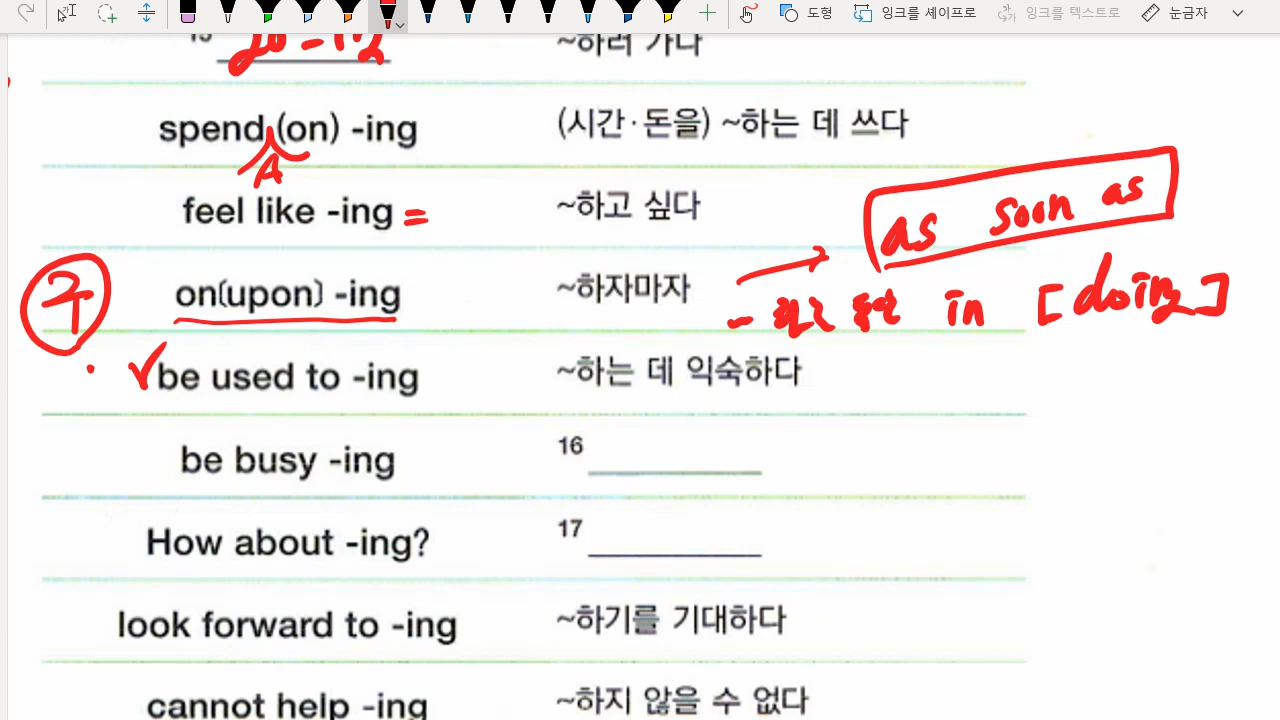 도형 잉크를 셰이프로 잉크를 텍스트로 눈금자
15 go -ing ~하러 가다
spend (on) -ing (시간·돈을) ~하는 데 쓰다
A
feel like -ing = ~하고 싶다
as soon as
구 on(upon) -ing ~하자마자
in [doing]
be used to -ing ~하는 데 익숙하다
be busy -ing 16
How about -ing? 17
look forward to -ing ~하기를 기대하다
cannot help -ing ~하지 않을 수 없다